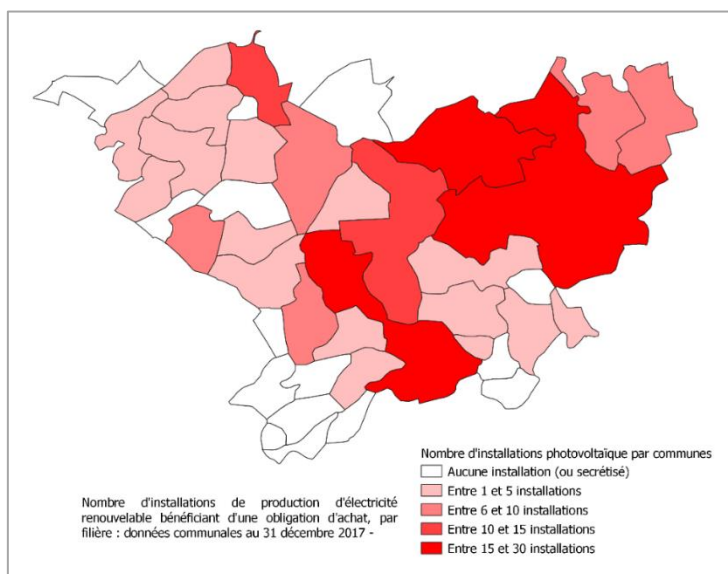 Nombre d'installations photovoltaïque par communes
Aucune installation (ou secrétisé)
Entre 1 et 5 installations
Entre 6 et 10 installations
Entre 10 et 15 installations
Entre 15 et 30 installations
Nombre d'installations de production d'électricité
renouvelable bénéficiant d'une obligation d'achat, par
filière : données communales au 31 décembre 2017 -